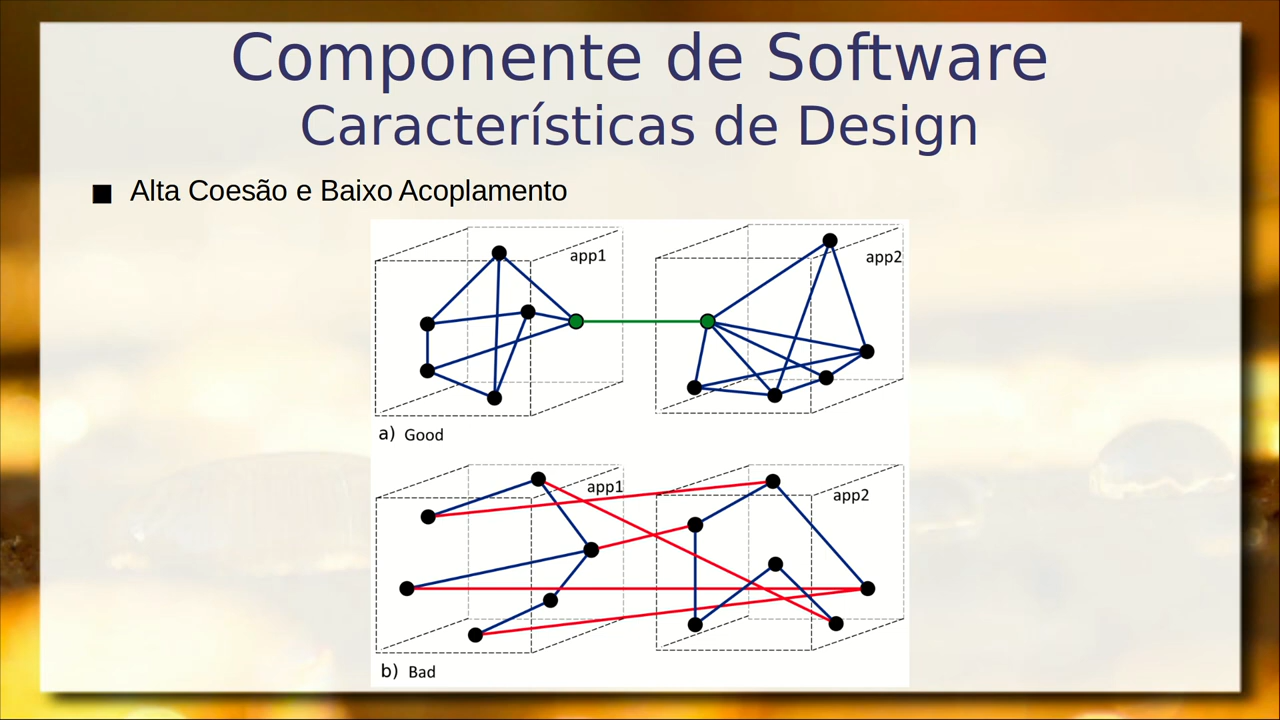 Componente de Software
Características de Design
Alta Coesão e Baixo Acoplamento
app1
app2
a) Good
app1
app2
b) Bad